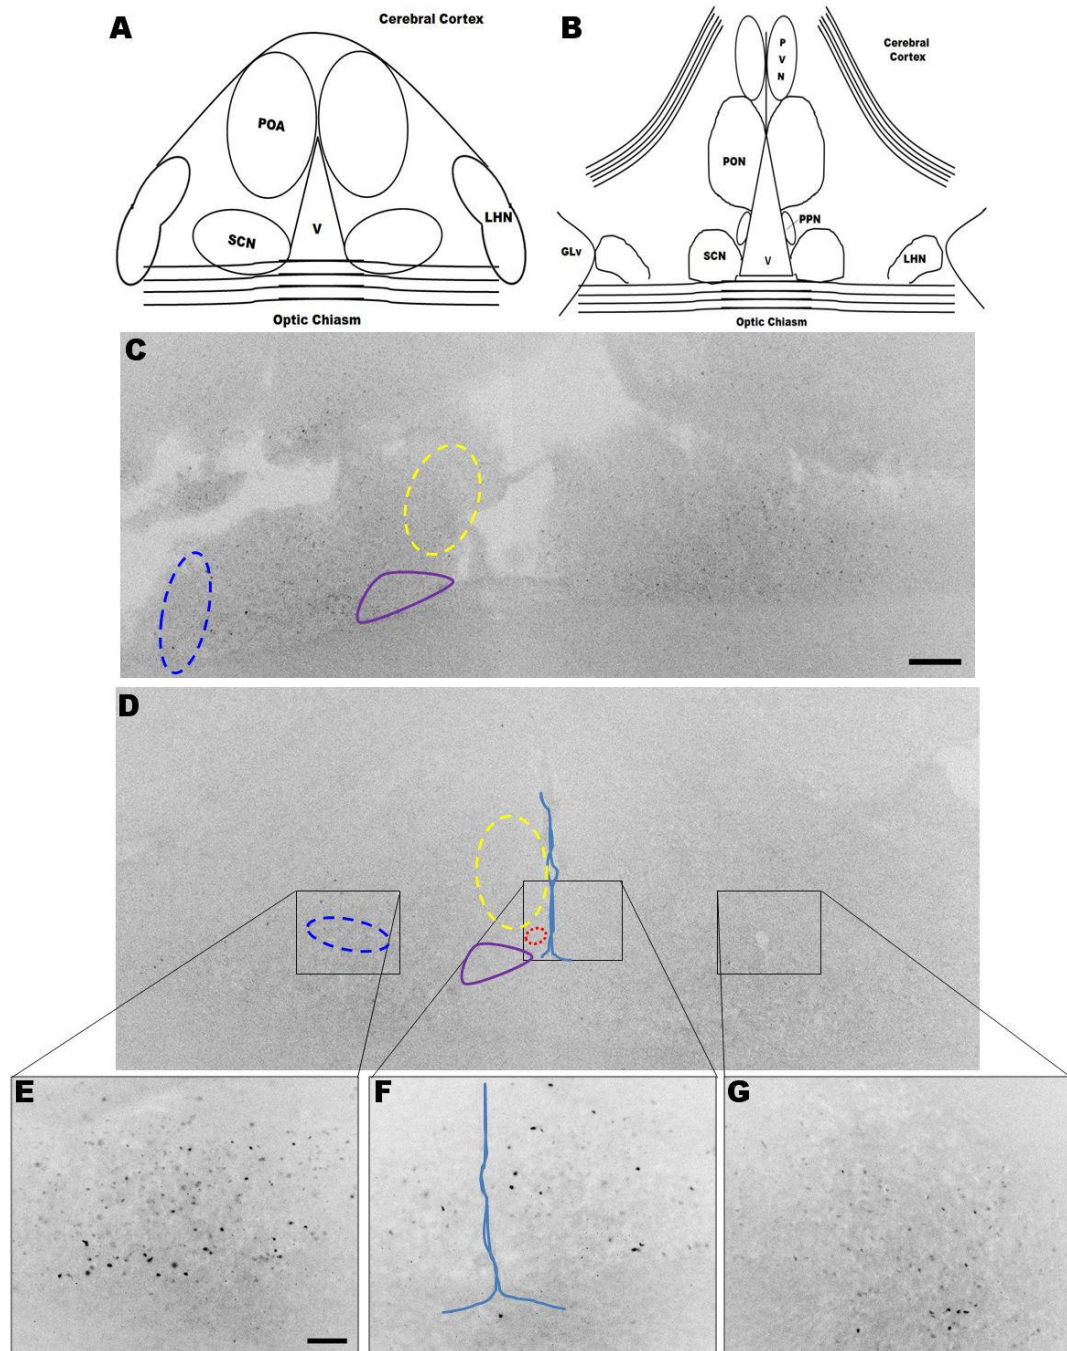 A
Cerebral Cortex
POA
SCN
V
LHN
Optic Chiasm
B
P
V
N
Cerebral
Cortex
PON
PPN
GLv
SCN
V
LHN
Optic Chiasm
C
D
E
F
G